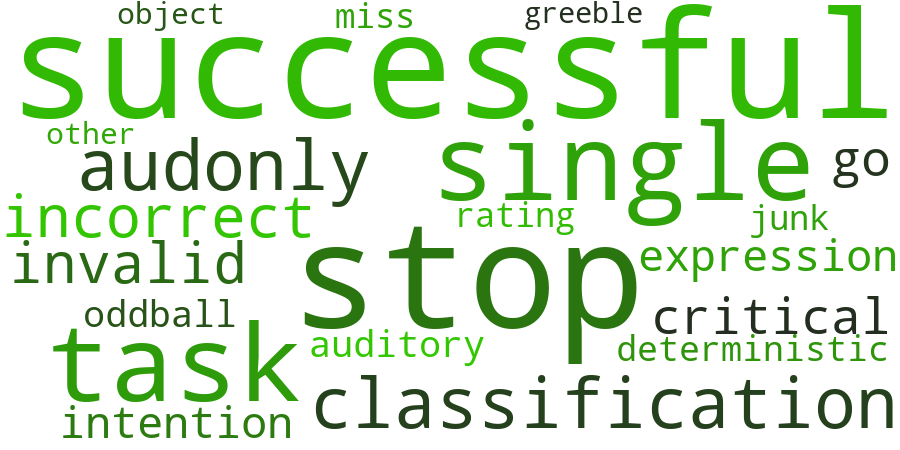 object
miss
greeble
successful
other
audonly
single
go
incorrect
rating
junk
invalid
stop
expression
oddball
critical
task
auditory
deterministic
classification
intention